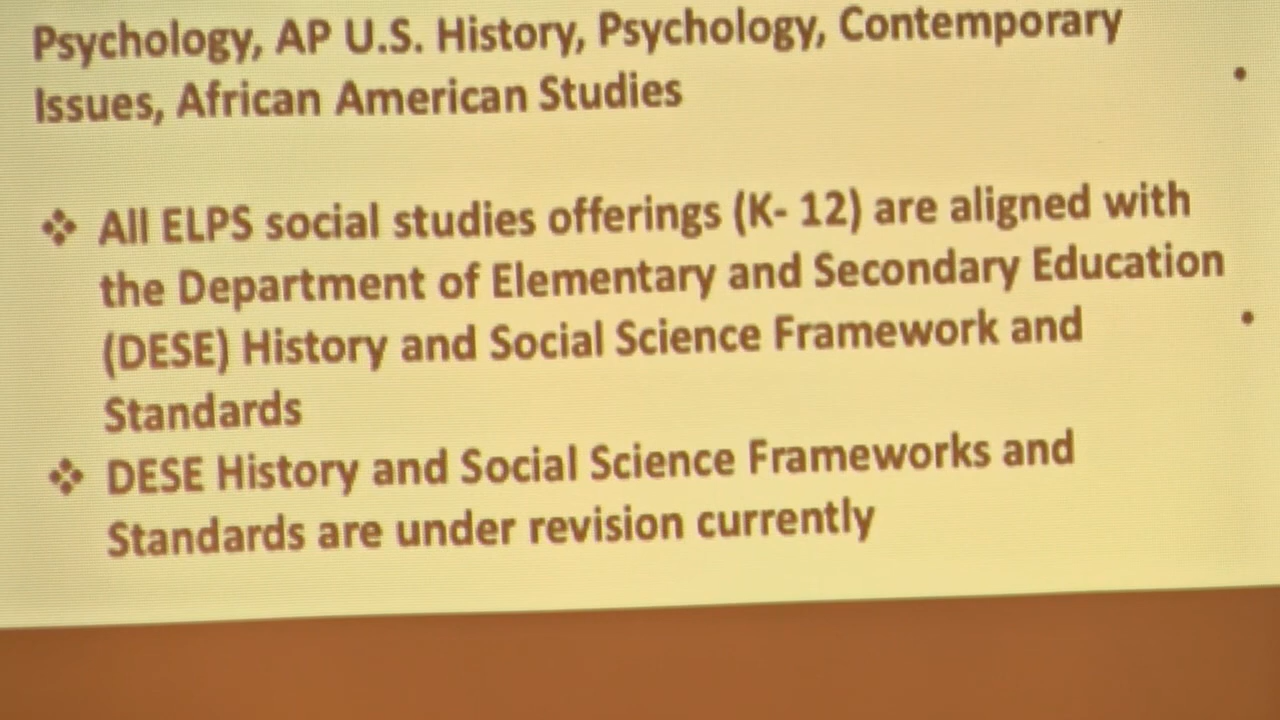 Psychology, AP U.S. History, Psychology, Contemporary
Issues, African American Studies
❖ All ELPS social studies offerings (K- 12) are aligned with
the Department of Elementary and Secondary Education
(DESE) History and Social Science Framework and
Standards
❖ DESE History and Social Science Frameworks and
Standards are under revision currently